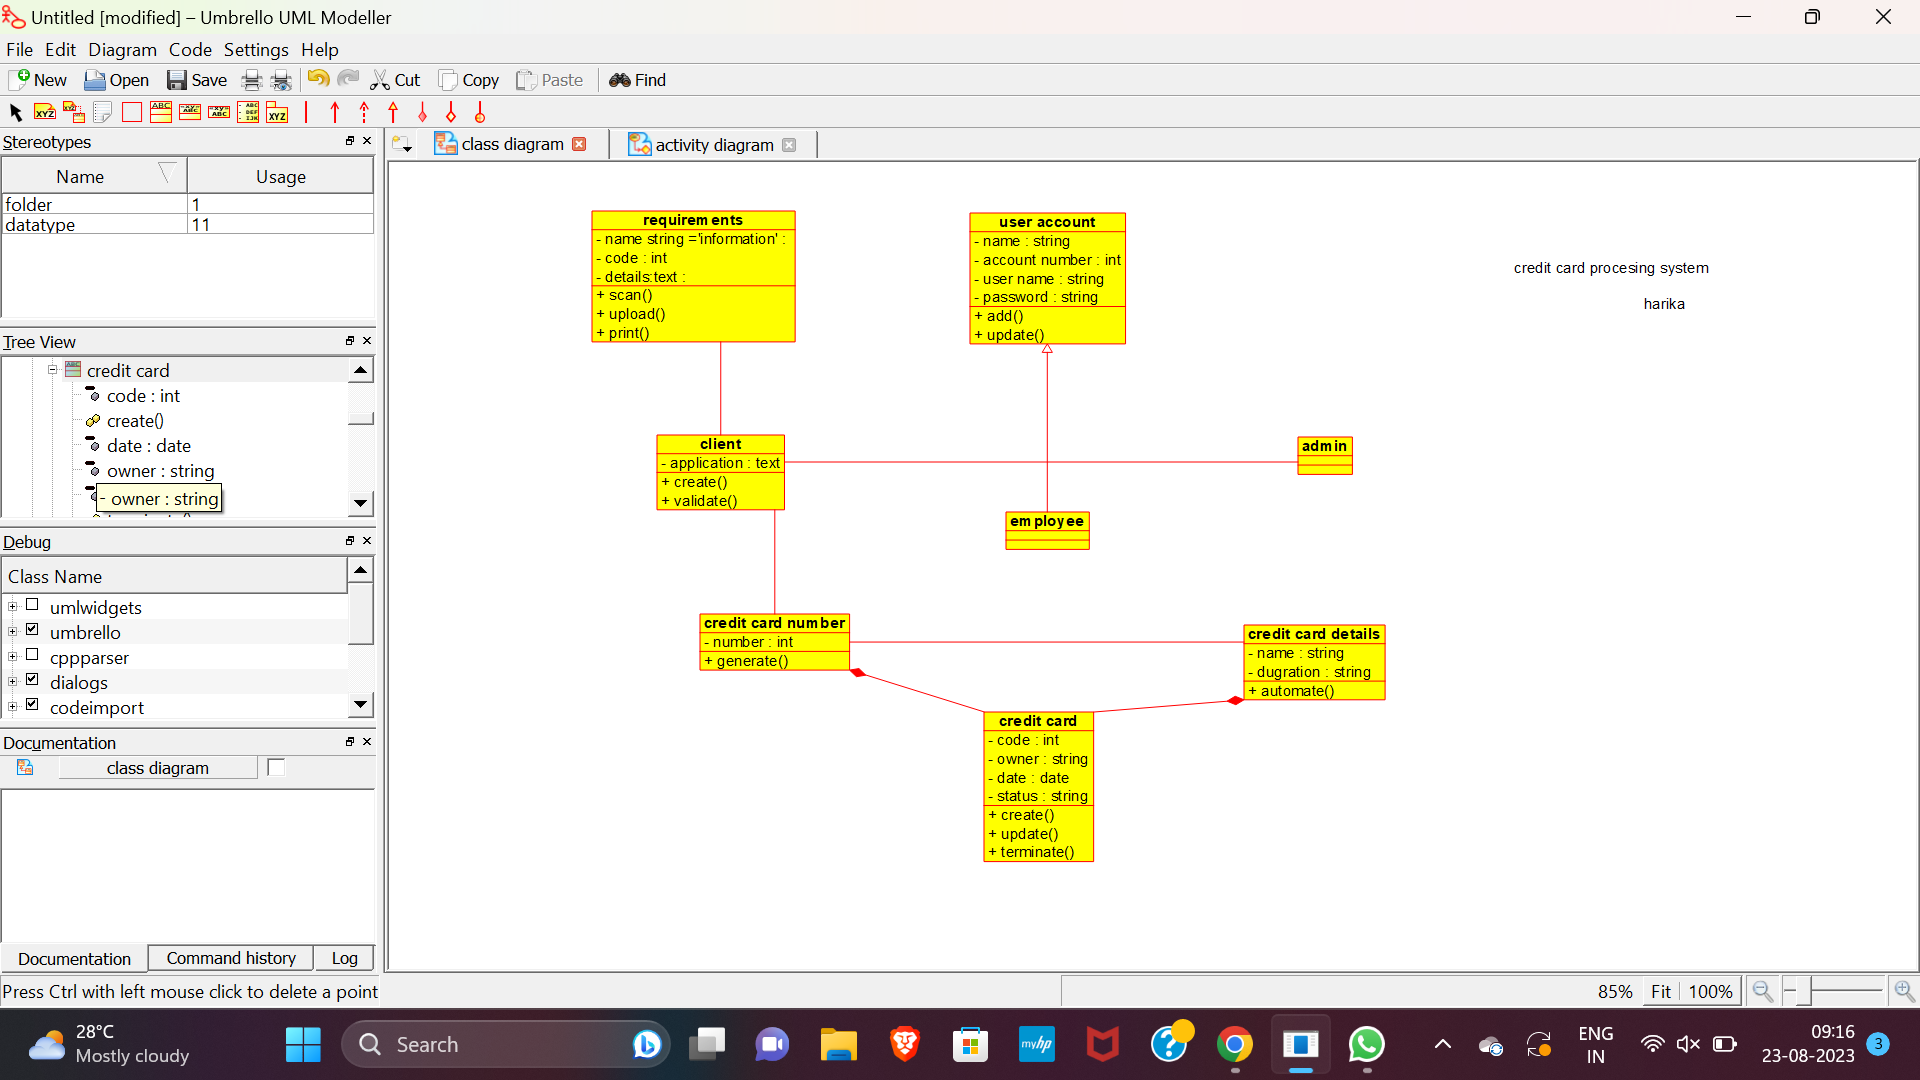 Untitled [modified] – Umbrello UML Modeller
File Edit Diagram Code Settings Help
New Open Save Cut Copy Paste Find
Stereotypes
Name Usage
folder 1
datatype 11
Tree View
credit card
code : int
create()
date : date
owner : string
- owner : string
Debug
Class Name
umlwidgets
umbrello
cppparser
dialogs
codeimport
Documentation
class diagram
Documentation Command history Log
Press Ctrl with left mouse click to delete a point
class diagram activity diagram
requirements
- name string ='information' :
- code : int
- details:text :
+ scan()
+ upload()
+ print()
user account
- name : string
- account number : int
- user name : string
- password : string
+ add()
+ update()
credit card procesing system
harika
client
- application : text
+ create()
+ validate()
admin
employee
credit card number
- number : int
+ generate()
credit card details
- name : string
- dugration : string
+ automate()
credit card
- code : int
- owner : string
- date : date
- status : string
+ create()
+ update()
+ terminate()
85% Fit 100%
28°C
Mostly cloudy
Search
myhp
ENG
IN
09:16
23-08-2023
3